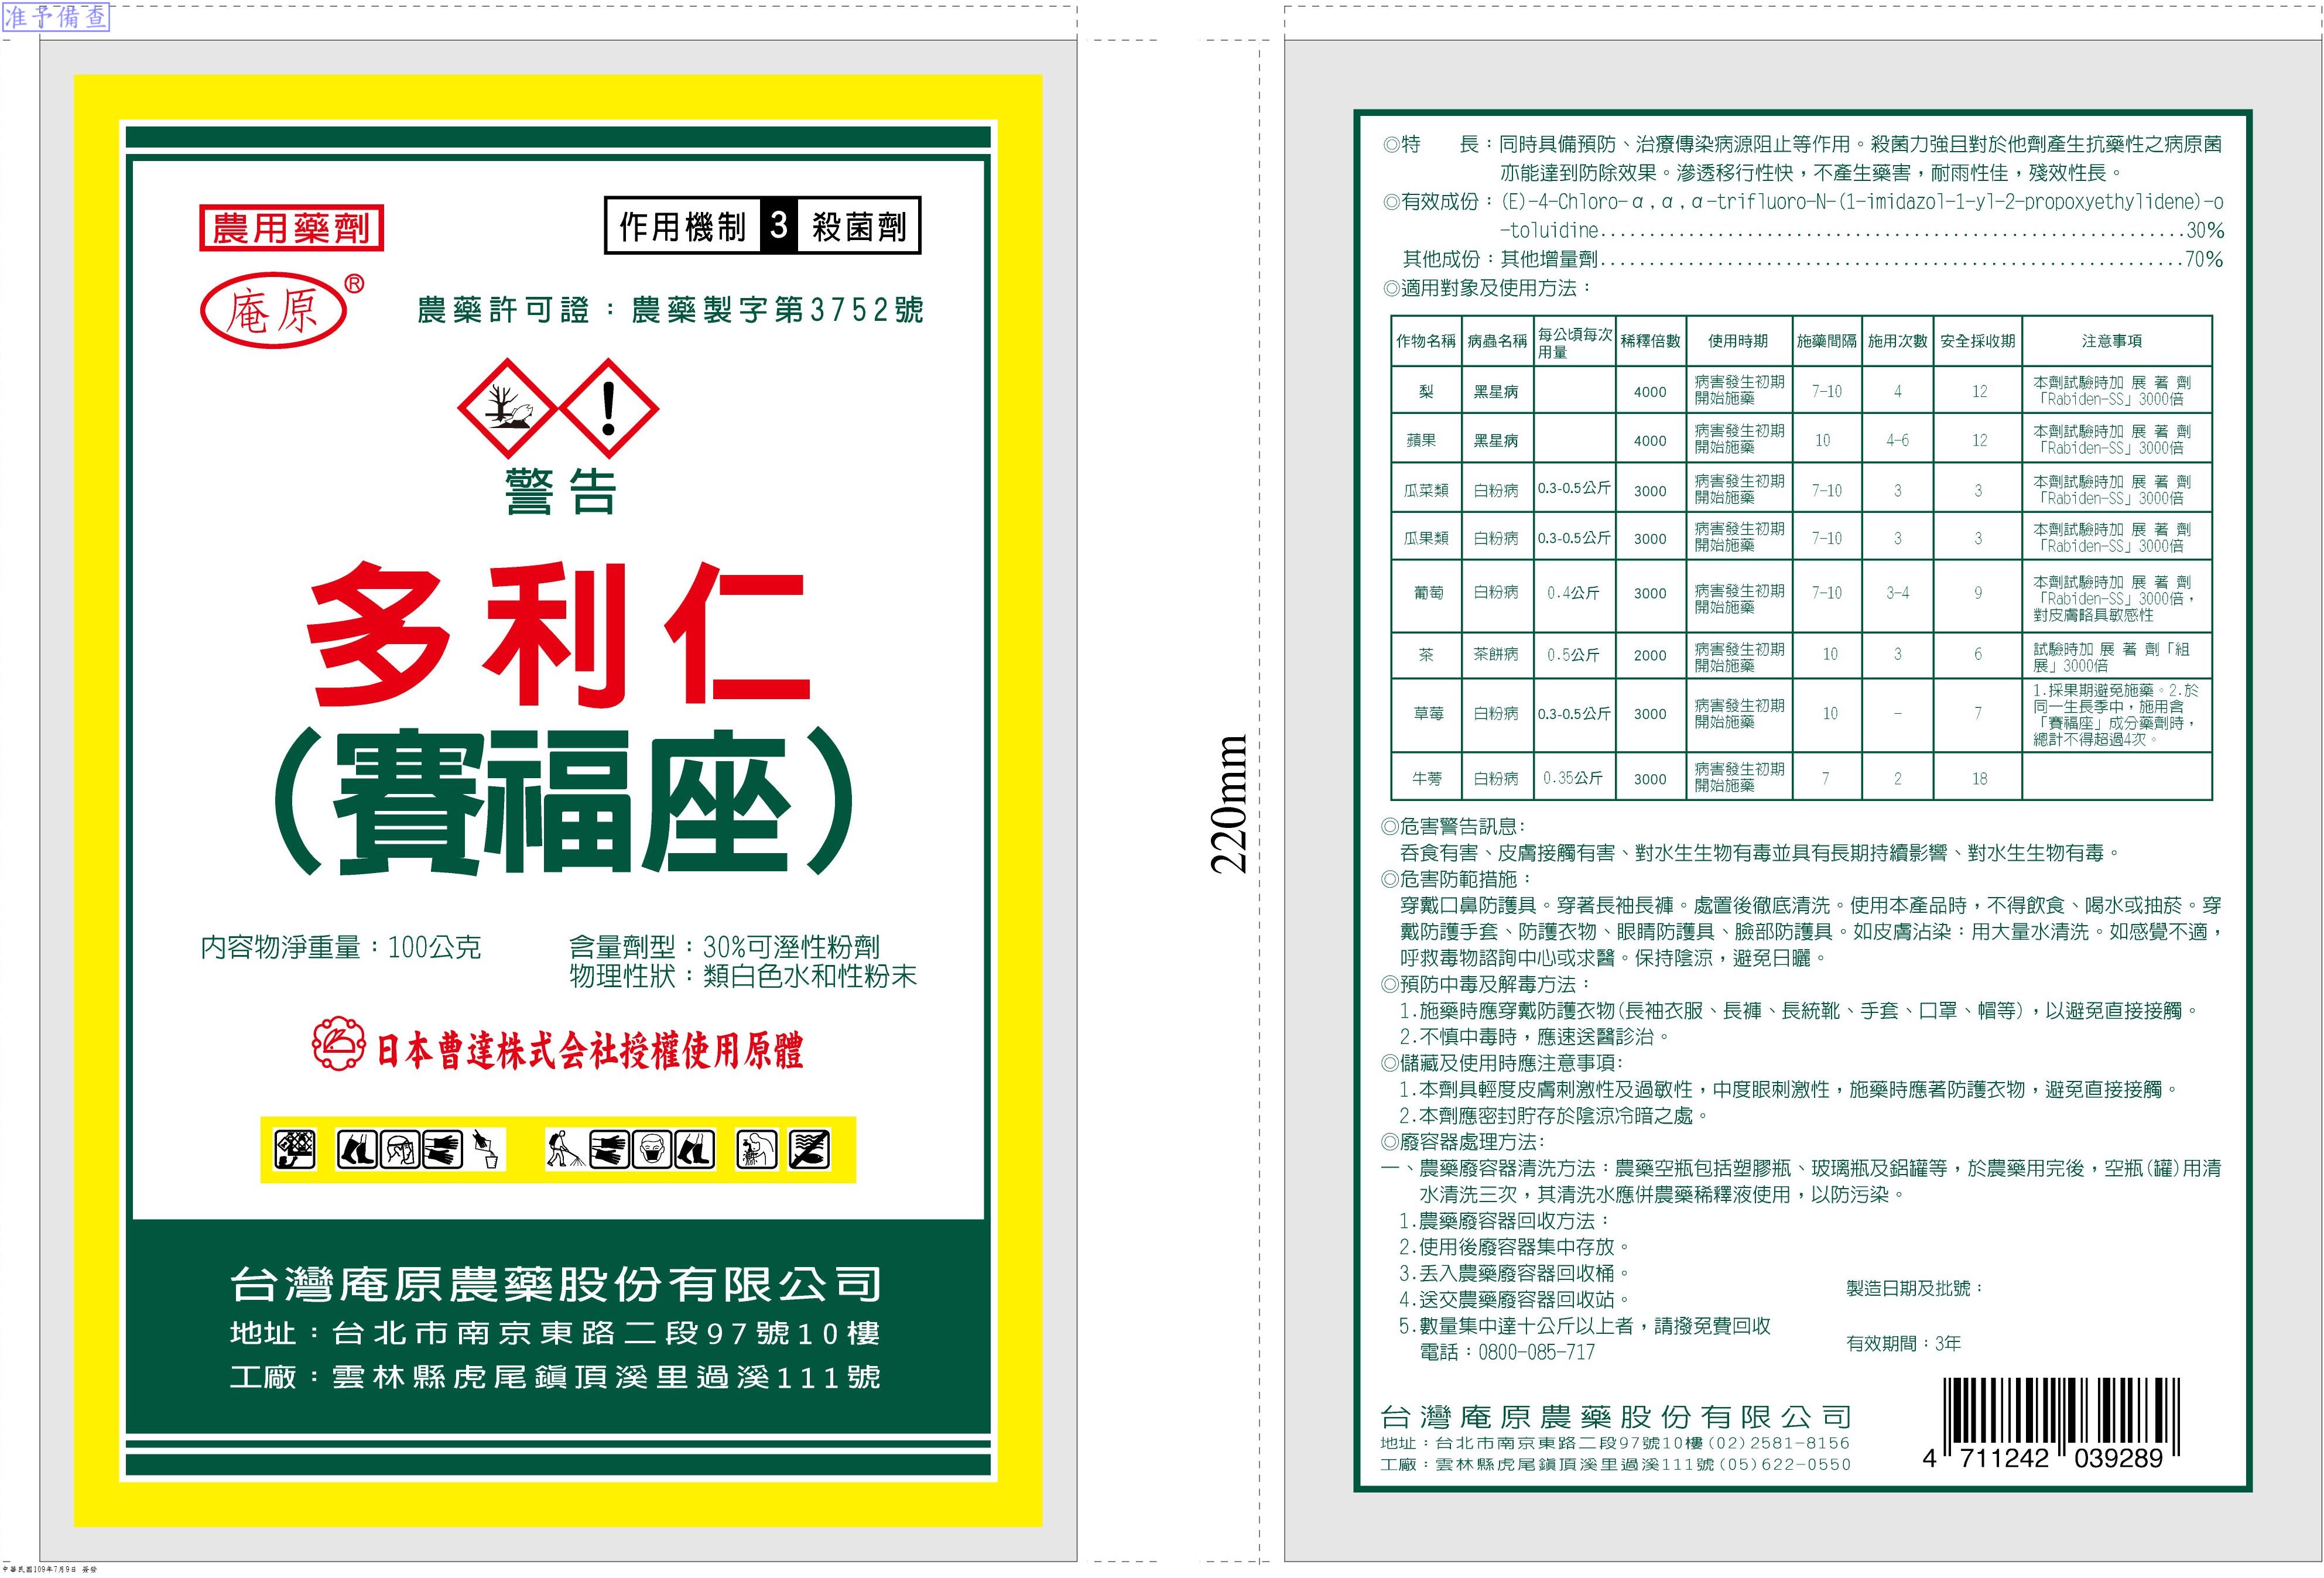 准予備查
農用藥劑
作用機制 3 殺菌劑
庵原®
農藥許可證：農藥製字第3752號
警告
多利仁
(賽福座)
內容物淨重量：100公克
含量劑型：30%可溼性粉劑
物理性狀：類白色水和性粉末
日本曹達株式会社授權使用原體
台灣庵原農藥股份有限公司
地址：台北市南京東路二段97號10樓
工廠：雲林縣虎尾鎮頂溪里過溪111號
中華民國109年7月9日 簽發
220mm
◎特　　長：同時具備預防、治療傳染病源阻止等作用。殺菌力強且對於他劑產生抗藥性之病原菌
亦能達到防除效果。滲透移行性快，不產生藥害，耐雨性佳，殘效性長。
◎有效成份：(E)-4-Chloro-α,α,α-trifluoro-N-(1-imidazol-1-yl-2-propoxyethylidene)-o
-toluidine............................................................30%
其他成份：其他增量劑............................................................70%
◎適用對象及使用方法：
作物名稱 病蟲名稱 每公頃每次用量 稀釋倍數 使用時期 施藥間隔 施用次數 安全採收期 注意事項
梨 黑星病 4000 病害發生初期開始施藥 7-10 4 12 本劑試驗時加 展 著 劑「Rabiden-SS」3000倍
蘋果 黑星病 4000 病害發生初期開始施藥 10 4-6 12 本劑試驗時加 展 著 劑「Rabiden-SS」3000倍
瓜菜類 白粉病 0.3-0.5公斤 3000 病害發生初期開始施藥 7-10 3 3 本劑試驗時加 展 著 劑「Rabiden-SS」3000倍
瓜果類 白粉病 0.3-0.5公斤 3000 病害發生初期開始施藥 7-10 3 3 本劑試驗時加 展 著 劑「Rabiden-SS」3000倍
葡萄 白粉病 0.4公斤 3000 病害發生初期開始施藥 7-10 3-4 9 本劑試驗時加 展 著 劑「Rabiden-SS」3000倍，對皮膚略具敏感性
茶 茶餅病 0.5公斤 2000 病害發生初期開始施藥 10 3 6 試驗時加 展 著 劑「組展」3000倍
草莓 白粉病 0.3-0.5公斤 3000 病害發生初期開始施藥 10 - 7 1.採果期避免施藥。2.於同一生長季中，施用含「賽福座」成分藥劑時，總計不得超過4次。
牛蒡 白粉病 0.35公斤 3000 病害發生初期開始施藥 7 2 18
◎危害警告訊息:
吞食有害、皮膚接觸有害、對水生生物有毒並具有長期持續影響、對水生生物有毒。
◎危害防範措施：
穿戴口鼻防護具。穿著長袖長褲。處置後徹底清洗。使用本產品時，不得飲食、喝水或抽菸。穿
戴防護手套、防護衣物、眼睛防護具、臉部防護具。如皮膚沾染：用大量水清洗。如感覺不適，
呼救毒物諮詢中心或求醫。保持陰涼，避免日曬。
◎預防中毒及解毒方法：
1.施藥時應穿戴防護衣物(長袖衣服、長褲、長統靴、手套、口罩、帽等)，以避免直接接觸。
2.不慎中毒時，應速送醫診治。
◎儲藏及使用時應注意事項:
1.本劑具輕度皮膚刺激性及過敏性，中度眼刺激性，施藥時應著防護衣物，避免直接接觸。
2.本劑應密封貯存於陰涼冷暗之處。
◎廢容器處理方法:
一、農藥廢容器清洗方法：農藥空瓶包括塑膠瓶、玻璃瓶及鋁罐等，於農藥用完後，空瓶(罐)用清
水清洗三次，其清洗水應併農藥稀釋液使用，以防污染。
1.農藥廢容器回收方法：
2.使用後廢容器集中存放。
3.丟入農藥廢容器回收桶。
4.送交農藥廢容器回收站。
5.數量集中達十公斤以上者，請撥免費回收
電話：0800-085-717
製造日期及批號：
有效期間：3年
台灣庵原農藥股份有限公司
地址：台北市南京東路二段97號10樓(02)2581-8156
工廠：雲林縣虎尾鎮頂溪里過溪111號(05)622-0550
4 711242 039289